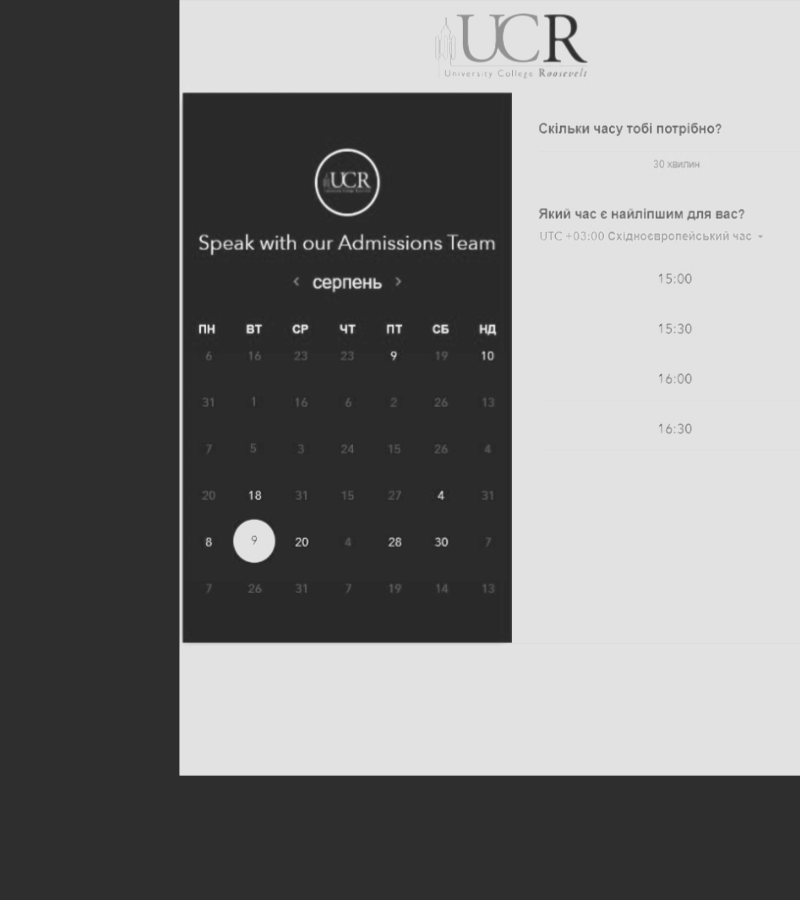 UCR
University College Roosevelt
UCR
Speak with our Admissions Team
< серпень >
ПН ВТ СР ЧТ ПТ СБ НД
6 16 23 23 9 19 10
31 1 16 6 2 26 13
7 5 3 24 15 26 4
20 18 31 15 27 4 31
8 9 20 4 28 30 7
7 26 31 7 19 14 13
Скільки часу тобі потрібно?
30 хвилин
Який час є найліпшим для вас?
UTC +03:00 Східноєвропейський час
15:00
15:30
16:00
16:30